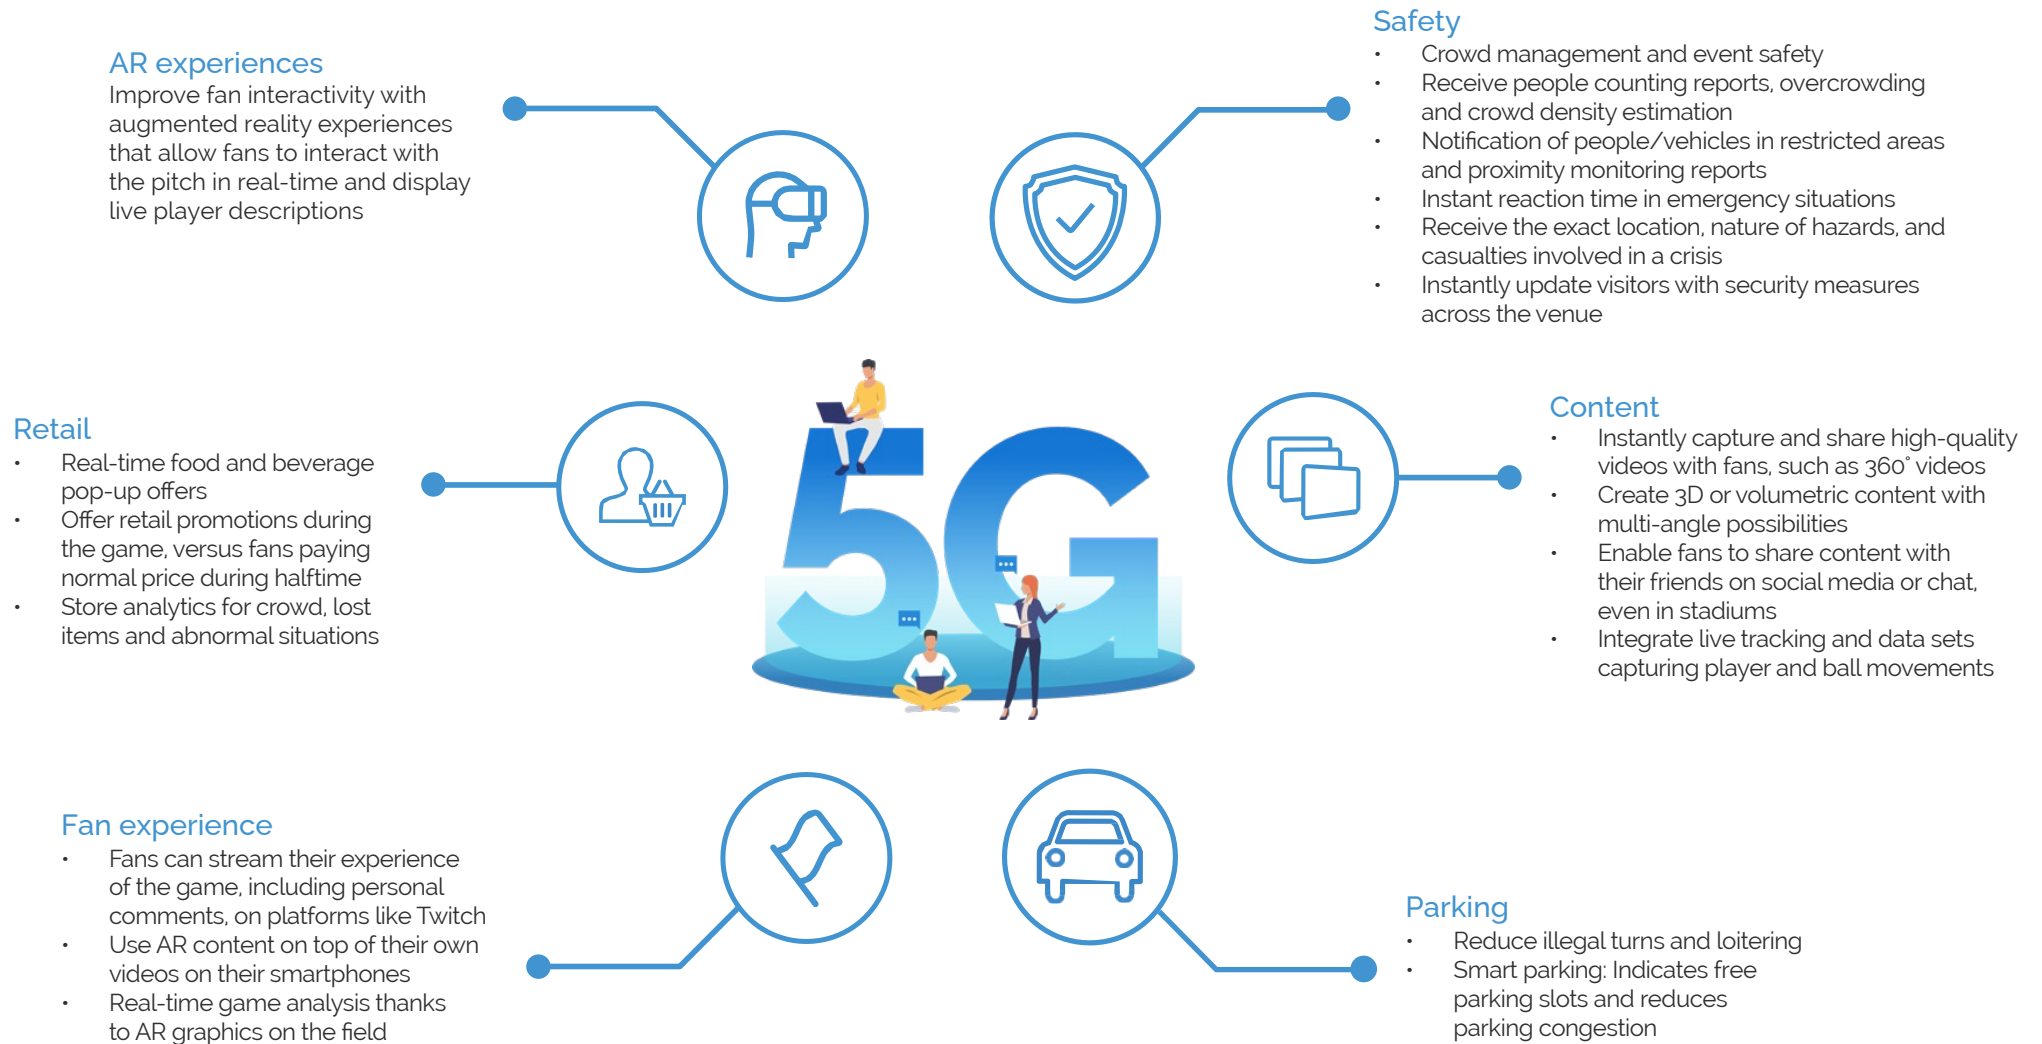 AR experiences
Improve fan interactivity with
augmented reality experiences
that allow fans to interact with
the pitch in real-time and display
live player descriptions
Safety
• Crowd management and event safety
• Receive people counting reports, overcrowding
and crowd density estimation
• Notification of people/vehicles in restricted areas
and proximity monitoring reports
• Instant reaction time in emergency situations
• Receive the exact location, nature of hazards, and
casualties involved in a crisis
• Instantly update visitors with security measures
across the venue
Retail
• Real-time food and beverage
pop-up offers
• Offer retail promotions during
the game, versus fans paying
normal price during halftime
• Store analytics for crowd, lost
items and abnormal situations
5G
Content
• Instantly capture and share high-quality
videos with fans, such as 360° videos
• Create 3D or volumetric content with
multi-angle possibilities
• Enable fans to share content with
their friends on social media or chat,
even in stadiums
• Integrate live tracking and data sets
capturing player and ball movements
Fan experience
• Fans can stream their experience
of the game, including personal
comments, on platforms like Twitch
• Use AR content on top of their own
videos on their smartphones
• Real-time game analysis thanks
to AR graphics on the field
Parking
• Reduce illegal turns and loitering
• Smart parking: Indicates free
parking slots and reduces
parking congestion